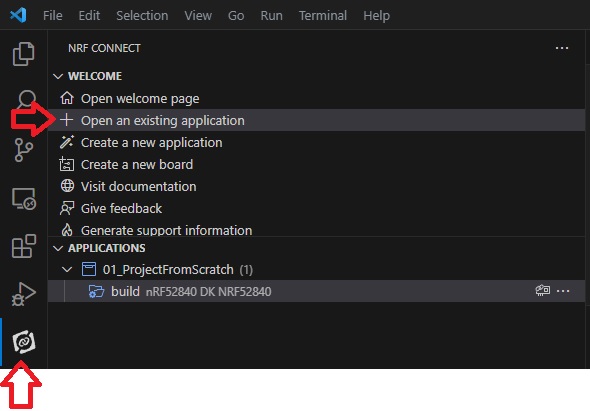 File Edit Selection View Go Run Terminal Help
NRF CONNECT
WELCOME
Open welcome page
Open an existing application
Create a new application
Create a new board
Visit documentation
Give feedback
Generate support information
APPLICATIONS
01_ProjectFromScratch (1)
build nRF52840 DK NRF52840